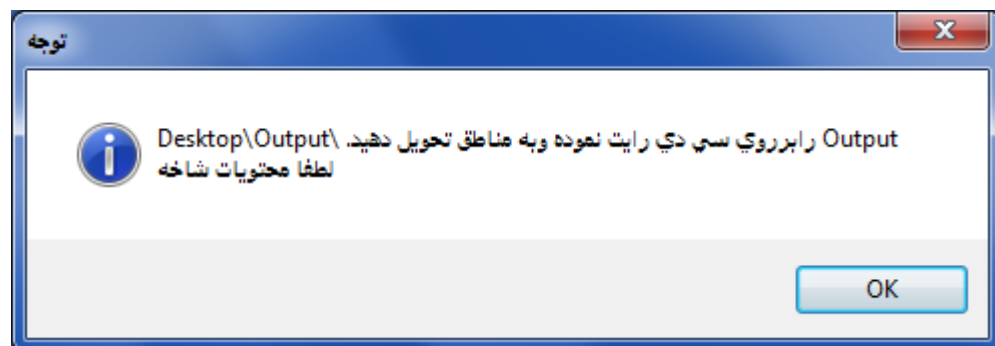 توجه
Output رابرروي سي دي رايت نموده وبه مناطق تحويل دهيد. Desktop\Output\
لطفا محتويات شاخه
OK